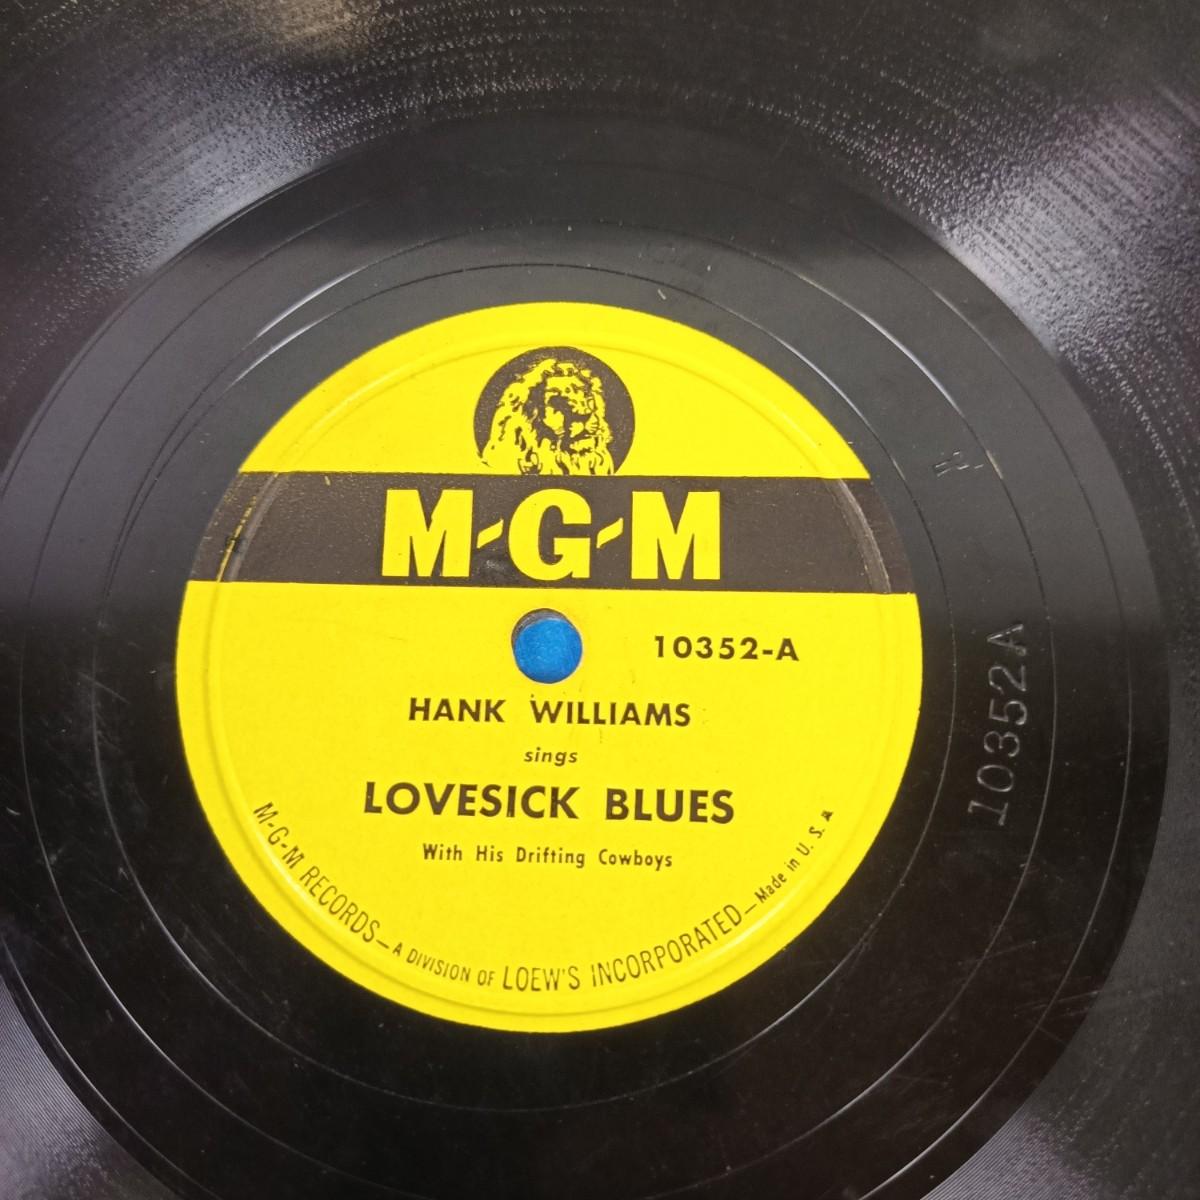 M-G-M
10352-A
HANK WILLIAMS
sings
LOVESICK BLUES
With His Drifting Cowboys
M-G-M RECORDS—A DIVISION OF LOEW'S INCORPORATED—Made in U. S. A.
10352A